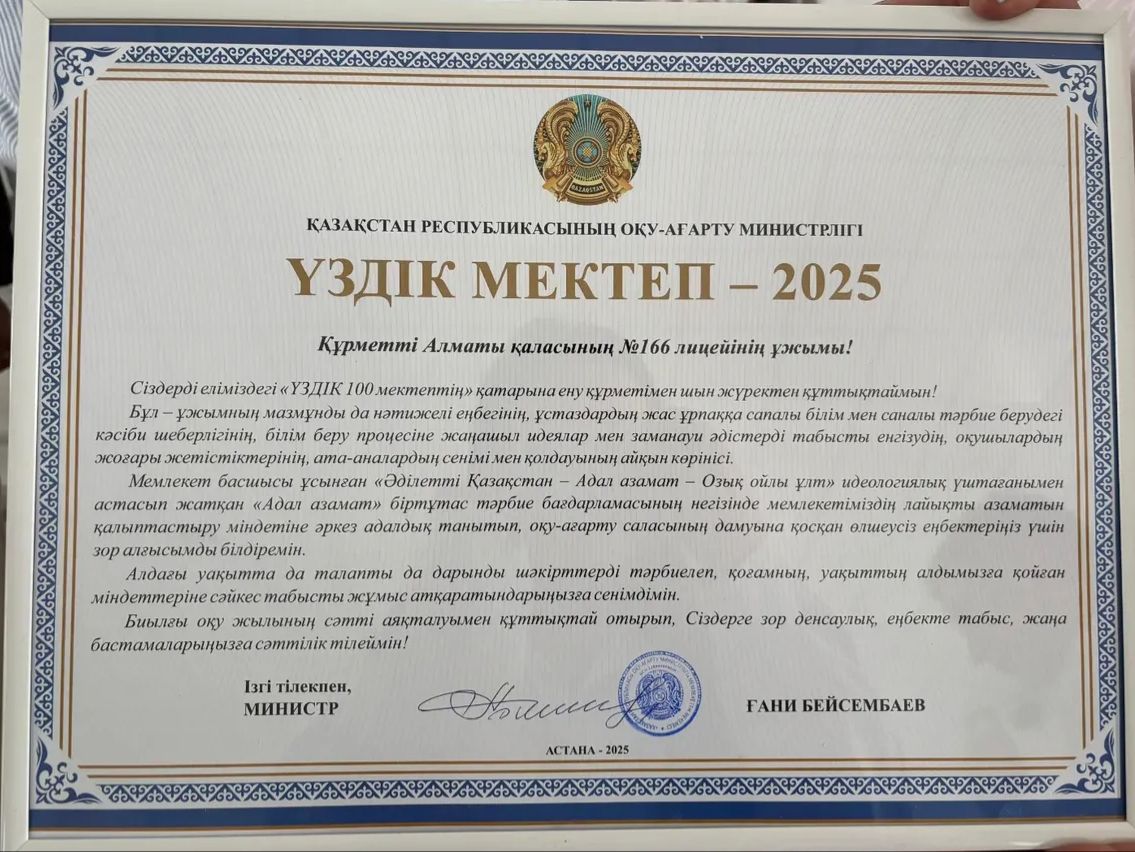 QAZAQSTAN
ҚАЗАҚСТАН РЕСПУБЛИКАСЫНЫҢ ОҚУ-АҒАРТУ МИНИСТРЛІГІ
ҮЗДІК МЕКТЕП – 2025
Құрметті Алматы қаласының №166 лицейінің ұжымы!
Сіздерді еліміздегі «ҮЗДІК 100 мектептің» қатарына ену құрметімен шын жүректен құттықтаймын!
Бұл – ұжымның мазмұнды да нәтижелі еңбегінің, ұстаздардың жас ұрпаққа сапалы білім мен саналы тәрбие берудегі
кәсіби шеберлігінің, білім беру процесіне жаңашыл идеялар мен заманауи әдістерді табысты енгізудің, оқушылардың
жоғары жетістіктерінің, ата-аналардың сенімі мен қолдауының айқын көрінісі.
Мемлекет басшысы ұсынған «Әділетті Қазақстан – Адал азамат – Озық ойлы ұлт» идеологиялық үштағанымен
астасып жатқан «Адал азамат» біртұтас тәрбие бағдарламасының негізінде мемлекетіміздің лайықты азаматын
қалыптастыру міндетіне әркез адалдық танытып, оқу-ағарту саласының дамуына қосқан өлшеусіз еңбектеріңіз үшін
зор алғысымды білдіремін.
Алдағы уақытта да талапты да дарынды шәкірттерді тәрбиелеп, қоғамның, уақыттың алдымызға қойған
міндеттеріне сәйкес табысты жұмыс атқаратындарыңызға сенімдімін.
Биылғы оқу жылының сәтті аяқталуымен құттықтай отырып, Сіздерге зор денсаулық, еңбекте табыс, жаңа
бастамаларыңызға сәттілік тілеймін!
Ізгі тілекпен,
МИНИСТР
ҒАНИ БЕЙСЕМБАЕВ
АСТАНА - 2025